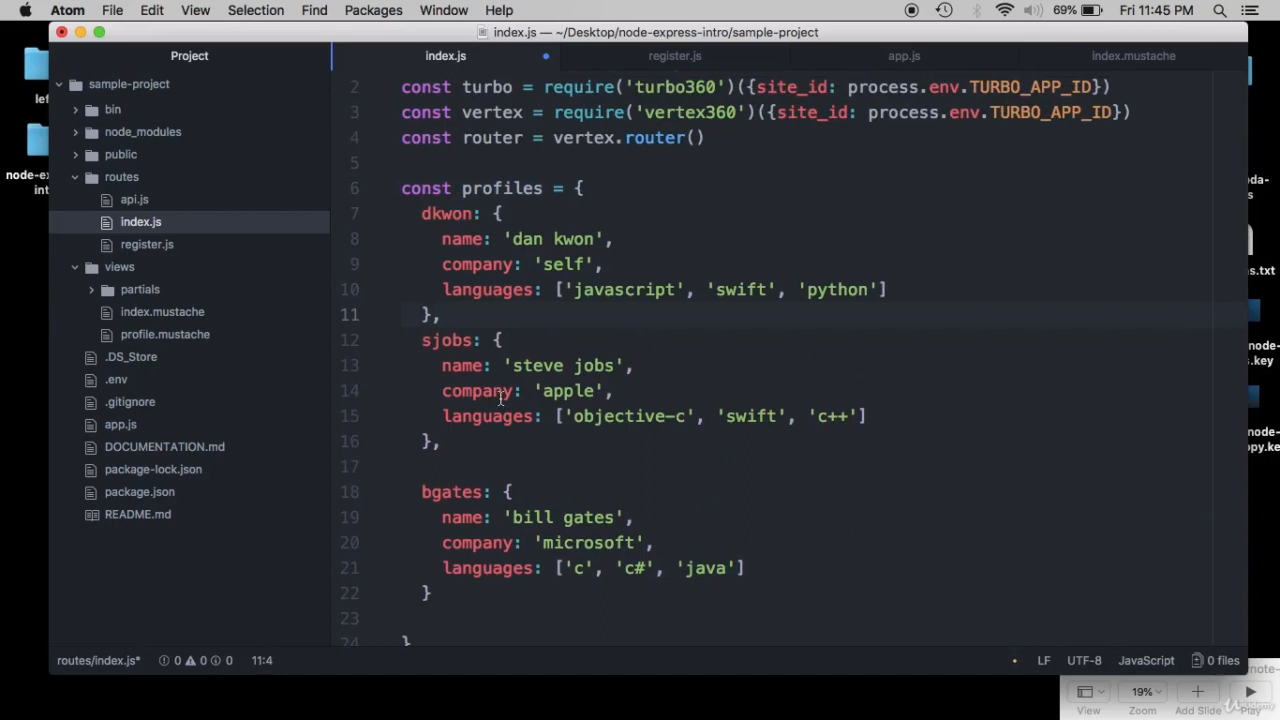 Atom File Edit View Selection Find Packages Window Help 69% Fri 11:45 PM
index.js — ~/Desktop/node-express-intro/sample-project
Project index.js register.js app.js index.mustache
sample-project
bin
node_modules
public
routes
api.js
index.js
register.js
views
partials
index.mustache
profile.mustache
.DS_Store
.env
.gitignore
app.js
DOCUMENTATION.md
package-lock.json
package.json
README.md
2 const turbo = require('turbo360')({site_id: process.env.TURBO_APP_ID})
3 const vertex = require('vertex360')({site_id: process.env.TURBO_APP_ID})
4 const router = vertex.router()
5
6 const profiles = {
7 dkwon: {
8 name: 'dan kwon',
9 company: 'self',
10 languages: ['javascript', 'swift', 'python']
11 },
12 sjobs: {
13 name: 'steve jobs',
14 company: 'apple',
15 languages: ['objective-c', 'swift', 'c++']
16 },
17
18 bgates: {
19 name: 'bill gates',
20 company: 'microsoft',
21 languages: ['c', 'c#', 'java']
22 }
23
24 }
routes/index.js* 0 0 0 11:4 LF UTF-8 JavaScript 0 files
19%
View Zoom Add Slide Play
Udemy